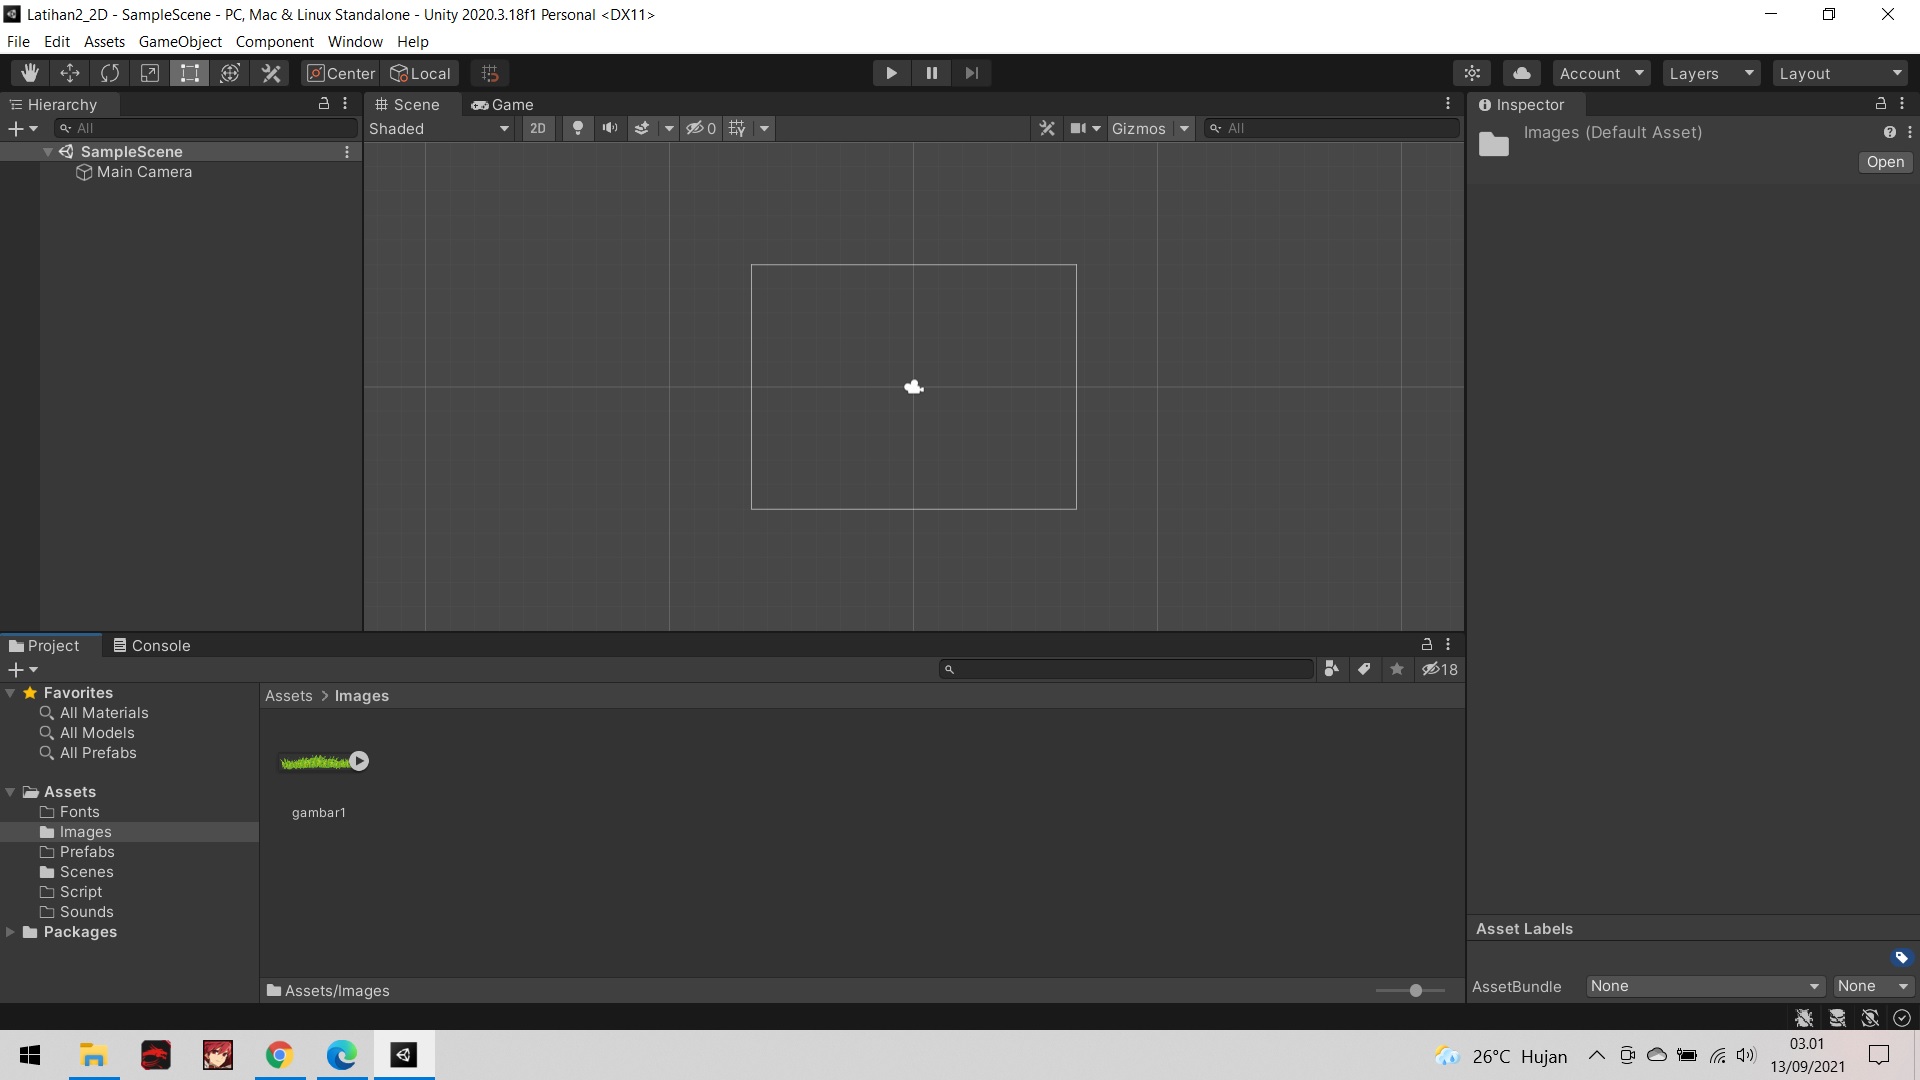 Latihan2_2D - SampleScene - PC, Mac & Linux Standalone - Unity 2020.3.18f1 Personal <DX11>
File Edit Assets GameObject Component Window Help
Center Local Account Layers Layout
Hierarchy Scene Game Inspector
All Shaded 2D 0 Gizmos All
Images (Default Asset)
Open
SampleScene
Main Camera
Project Console
18
Favorites
All Materials
All Models
All Prefabs
Assets
Fonts
Images
Prefabs
Scenes
Script
Sounds
Packages
Assets > Images
gambar1
Assets/Images
Asset Labels
AssetBundle None None
26°C Hujan
03.01
13/09/2021